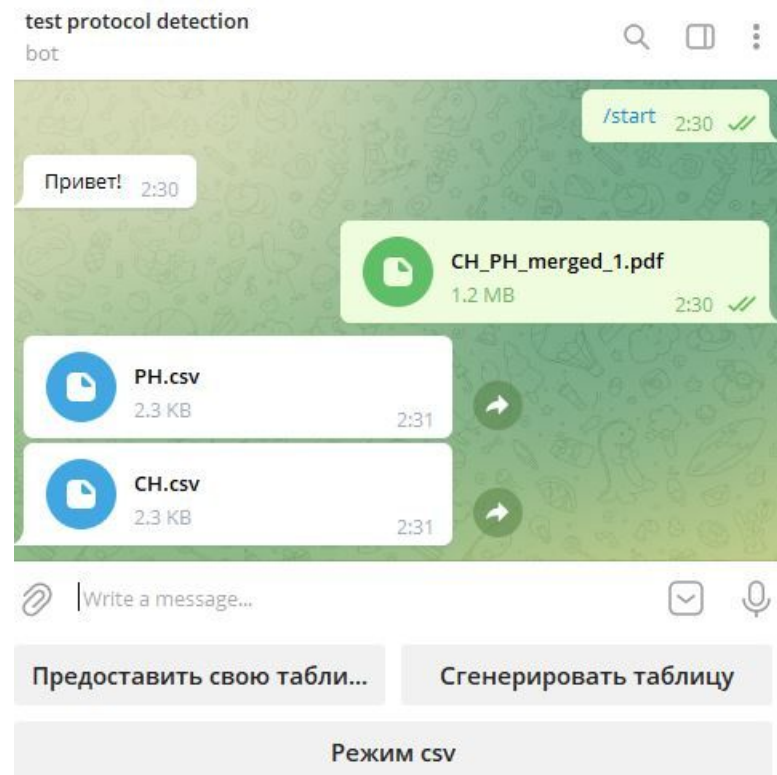 test protocol detection
bot
/start 2:30
Привет! 2:30
CH_PH_merged_1.pdf
1.2 MB 2:30
PH.csv
2.3 KB 2:31
CH.csv
2.3 KB 2:31
Write a message...
Предоставить свою табли... Сгенерировать таблицу
Режим csv